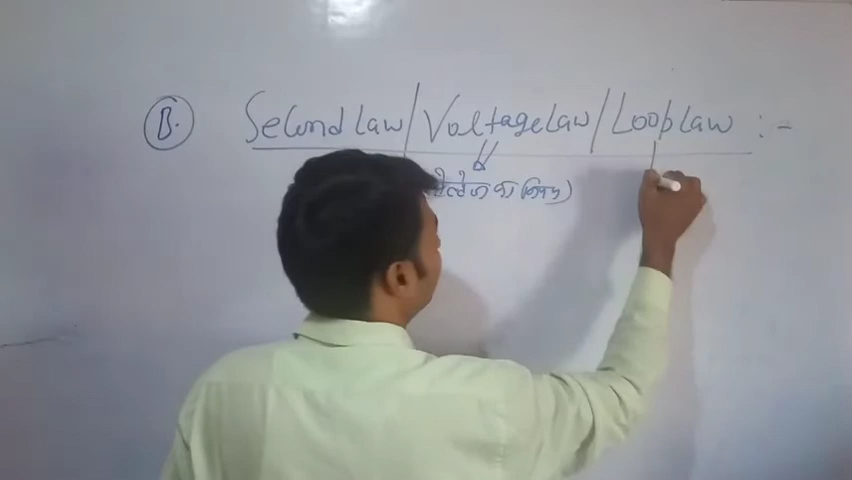 B. Second Law / Voltage Law / Loop Law :-
वोल्टेज का नियम)